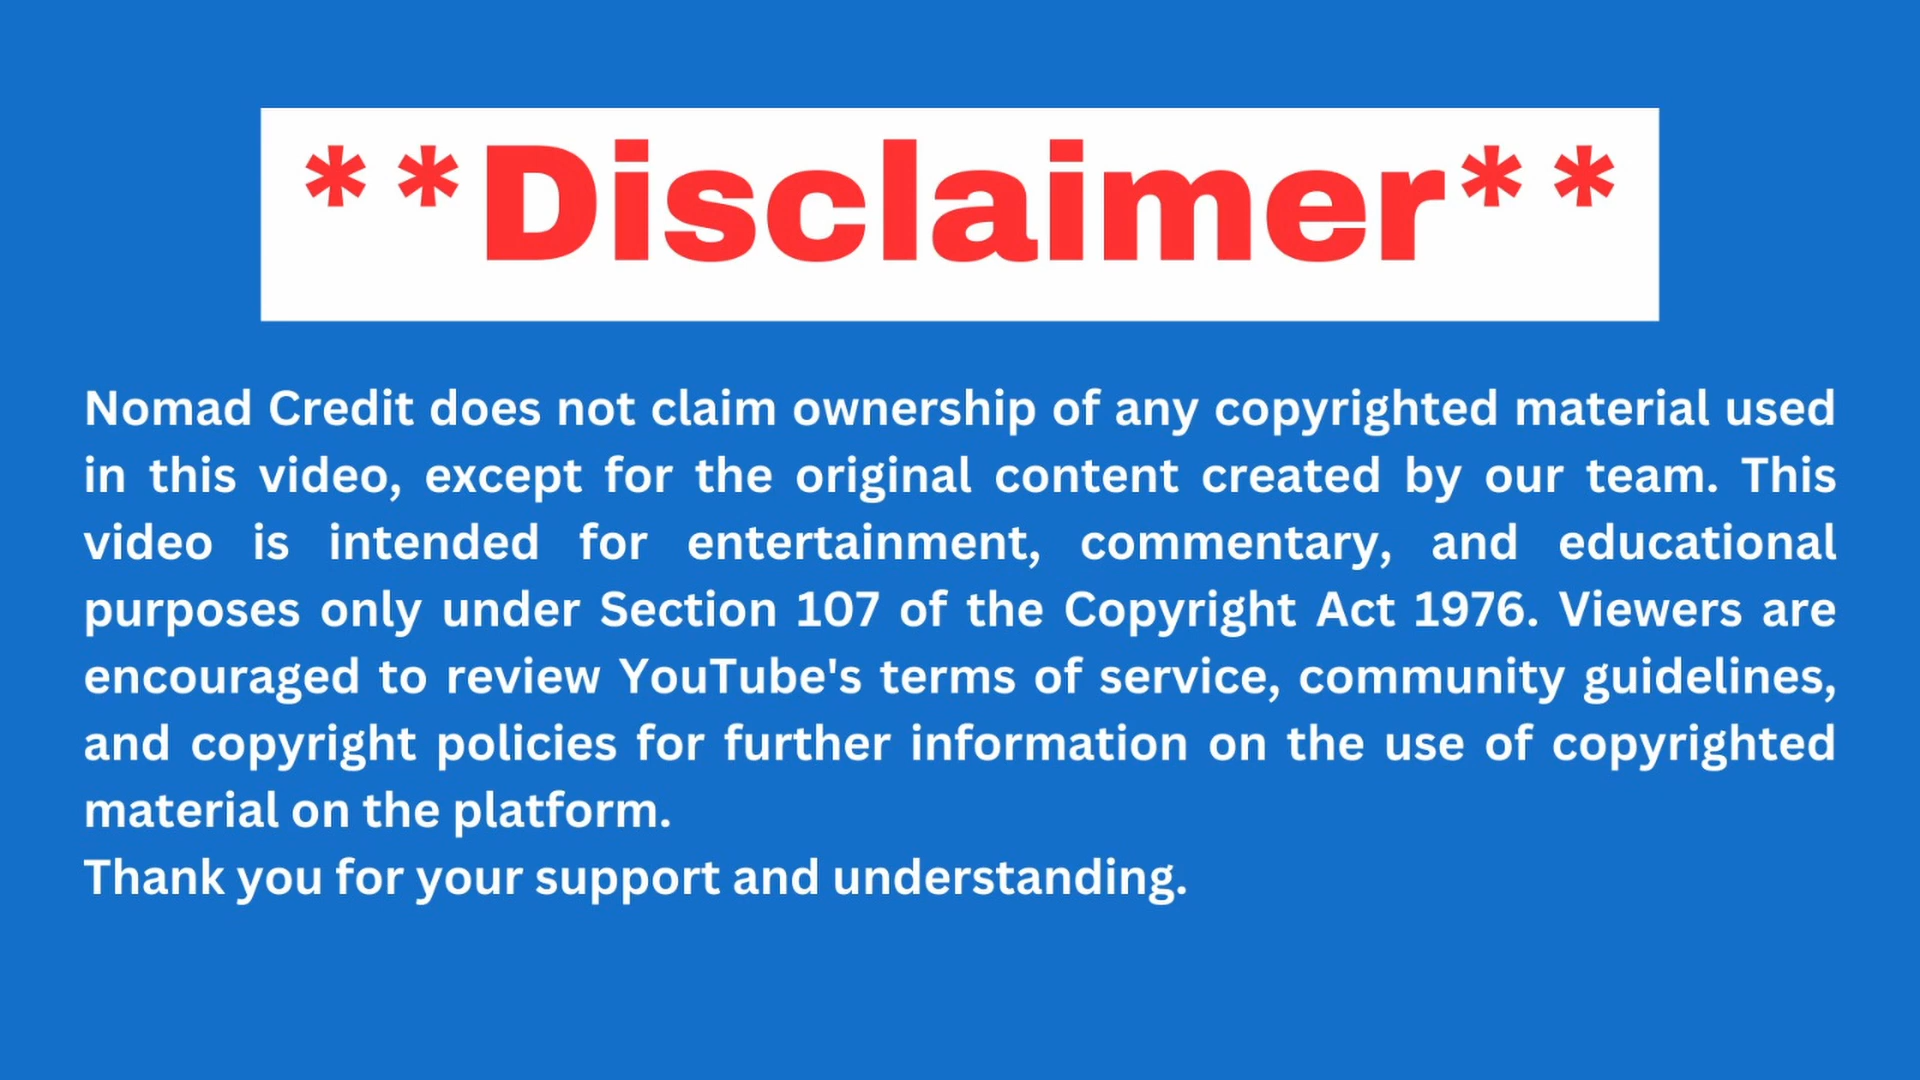 **Disclaimer**
Nomad Credit does not claim ownership of any copyrighted material used
in this video, except for the original content created by our team. This
video is intended for entertainment, commentary, and educational
purposes only under Section 107 of the Copyright Act 1976. Viewers are
encouraged to review YouTube's terms of service, community guidelines,
and copyright policies for further information on the use of copyrighted
material on the platform.
Thank you for your support and understanding.